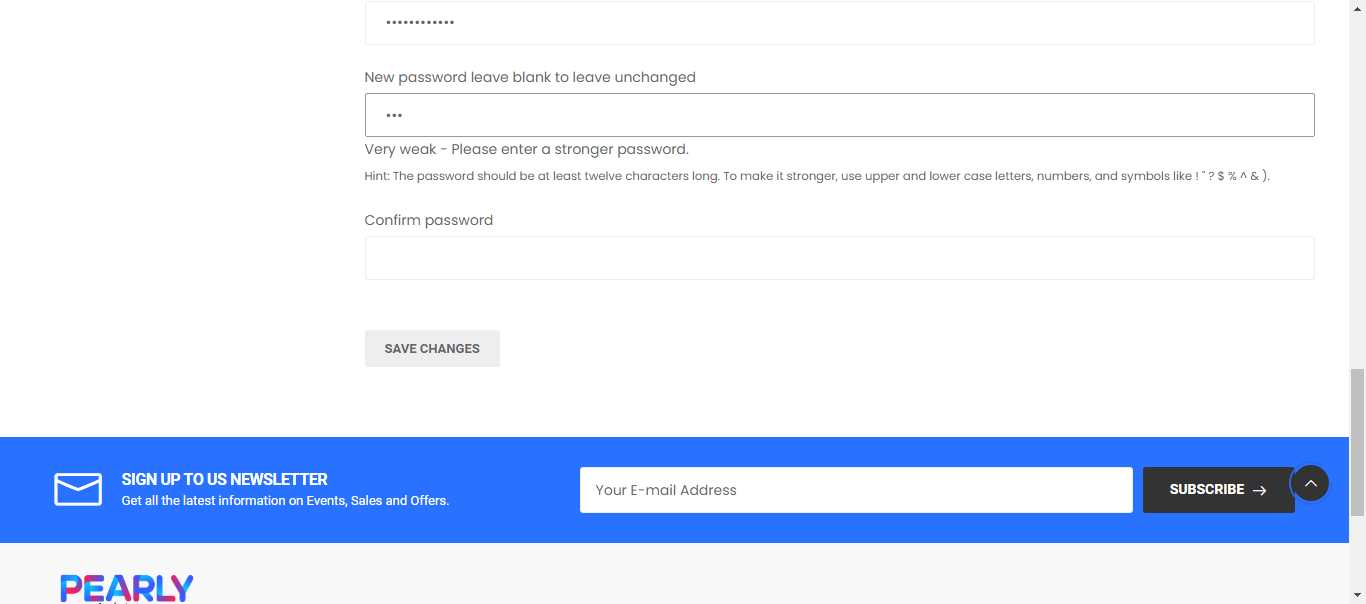 ••••••••••••
New password leave blank to leave unchanged
•••
Very weak - Please enter a stronger password.
Hint: The password should be at least twelve characters long. To make it stronger, use upper and lower case letters, numbers, and symbols like ! " ? $ % ^ & ).
Confirm password
SAVE CHANGES
SIGN UP TO US NEWSLETTER
Get all the latest information on Events, Sales and Offers.
Your E-mail Address
SUBSCRIBE →
PEARLY